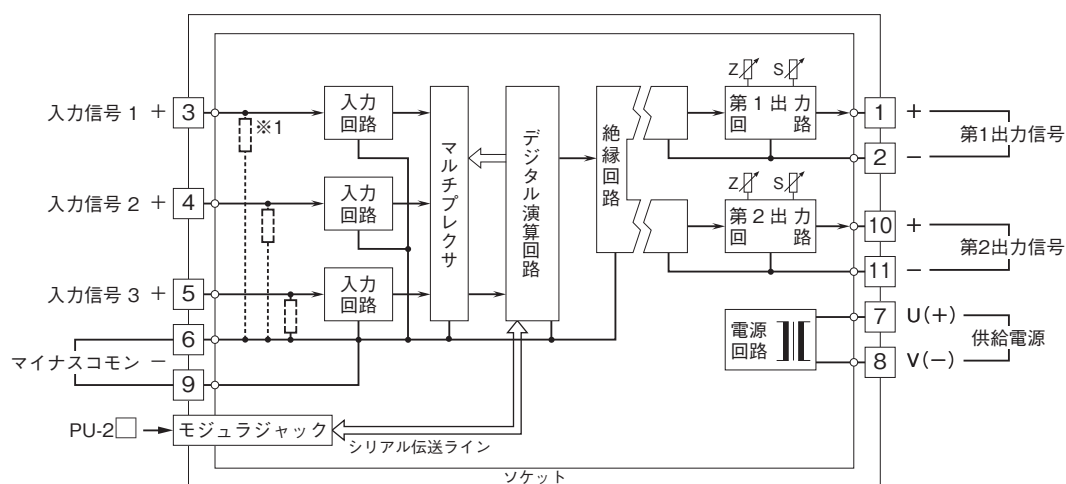 入力信号 1 + 3
※1
入力
回路
入力信号 2 + 4
入力
回路
入力信号 3 + 5
入力
回路
6
マイナスコモン −
9
PU-2□
モジュラジャック
シリアル伝送ライン
マルチプレクサ
デジタル演算回路
絶縁回路
Z S
第1出力
回 路
1 +
2 −
第1出力信号
Z S
第2出力
回 路
10 +
11 −
第2出力信号
電源
回路
7 U(+)
8 V(−)
供給電源
ソケット